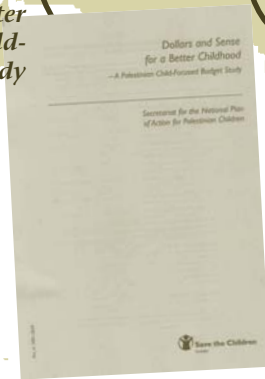 ter
ld-
dy
Dollars and Sense
for a Better Childhood
—A Palestinian Child-Focused Budget Study
Secretariat for the National Plan
of Action for Palestinian Children
Save the Children